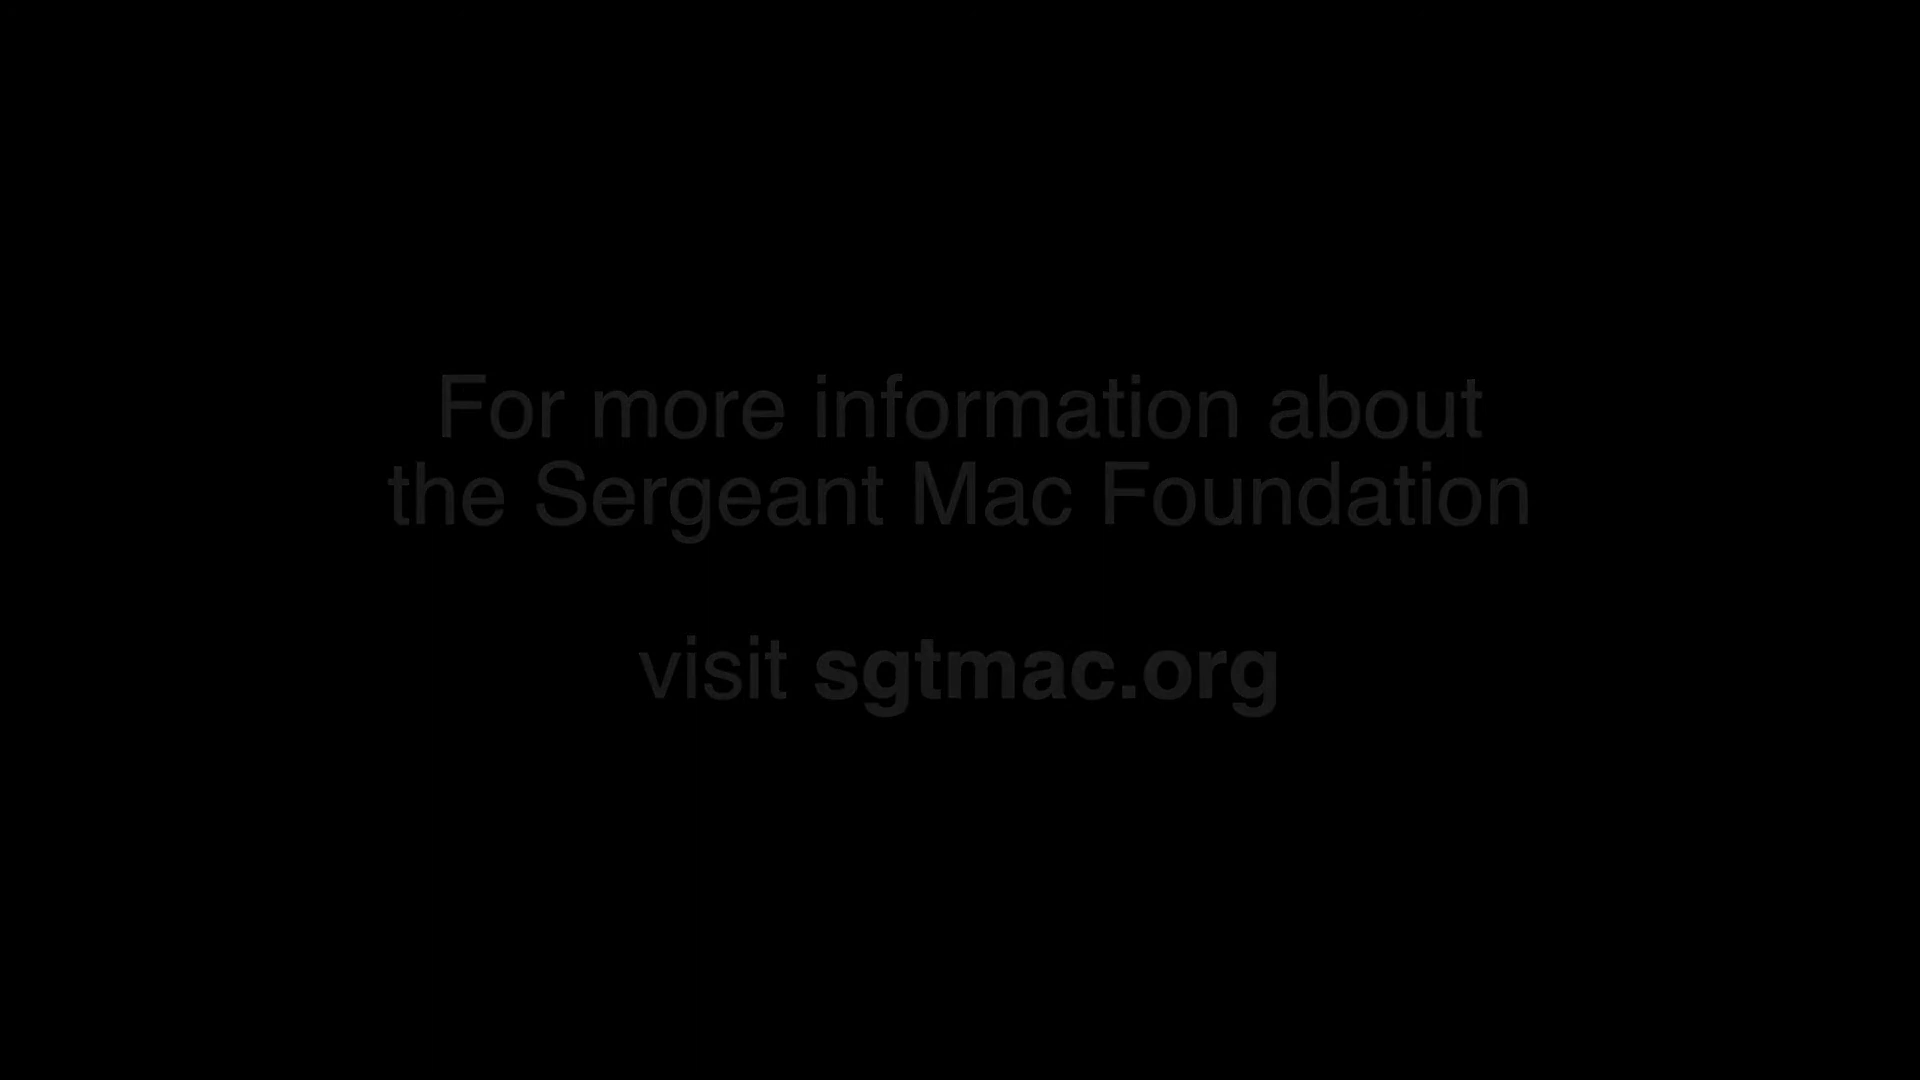 For more information about
the Sergeant Mac Foundation
visit sgtmac.org